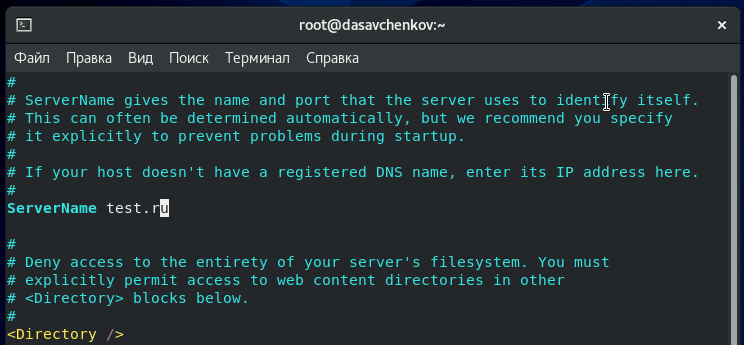 root@dasavchenkov:~
Файл Правка Вид Поиск Терминал Справка
#
# ServerName gives the name and port that the server uses to identify itself.
# This can often be determined automatically, but we recommend you specify
# it explicitly to prevent problems during startup.
#
# If your host doesn't have a registered DNS name, enter its IP address here.
#
ServerName test.ru
#
# Deny access to the entirety of your server's filesystem. You must
# explicitly permit access to web content directories in other
# <Directory> blocks below.
#
<Directory />